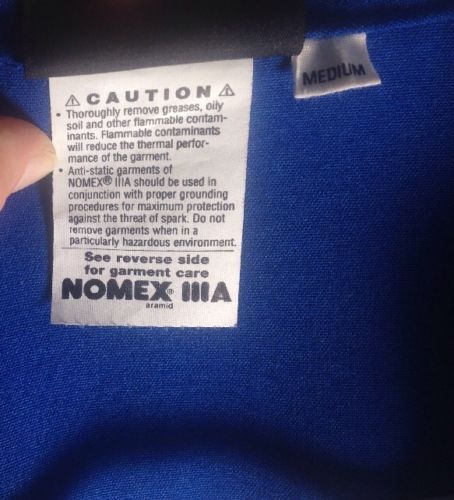 ⚠ CAUTION ⚠
• Thoroughly remove greases, oily
soil and other flammable contam-
inants. Flammable contaminants
will reduce the thermal perfor-
mance of the garment.
• Anti-static garments of
NOMEX® IIIA should be used in
conjunction with proper grounding
procedures for maximum protection
against the threat of spark. Do not
remove garments when in a
particularly hazardous environment.
See reverse side
for garment care
NOMEX® IIIA
aramid
MEDIUM